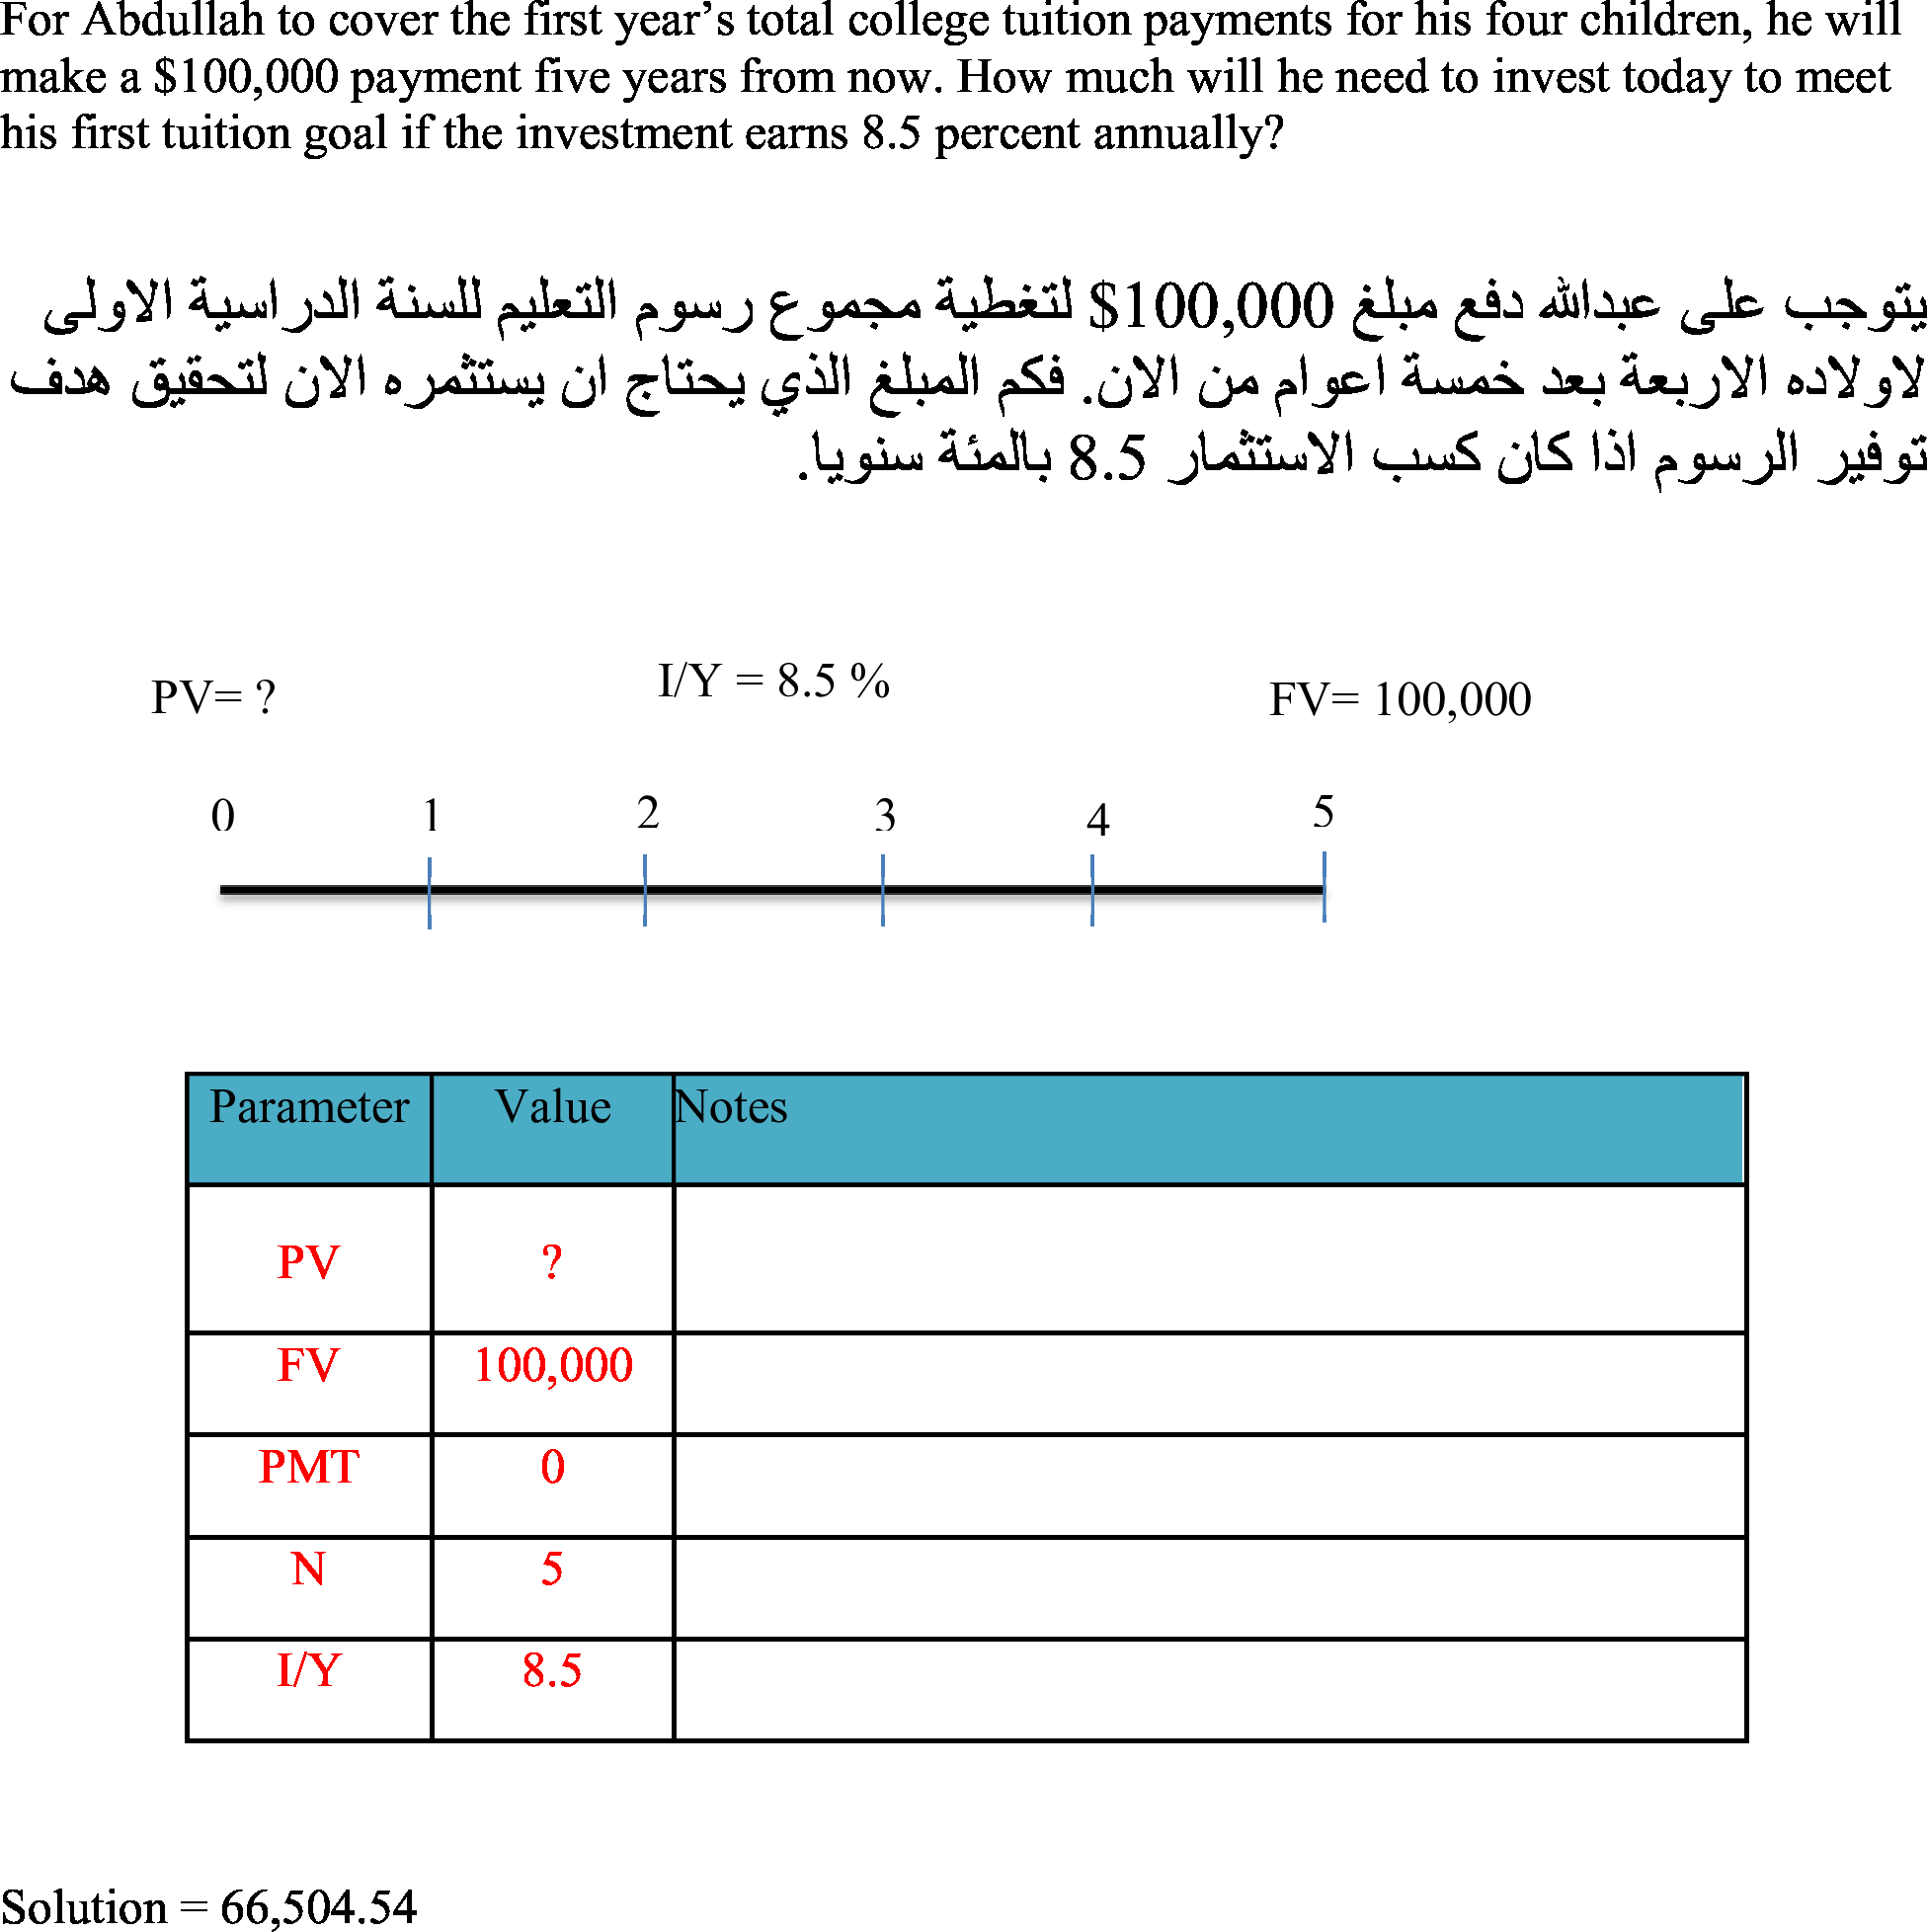 For Abdullah to cover the first year’s total college tuition payments for his four children, he will
make a $100,000 payment five years from now. How much will he need to invest today to meet
his first tuition goal if the investment earns 8.5 percent annually?
يتوجب على عبدالله دفع مبلغ 100,000$ لتغطية مجموع رسوم التعليم للسنة الدراسية الاولى
لاولاده الاربعة بعد خمسة اعوام من الان. فكم المبلغ الذي يحتاج ان يستثمره الان لتحقيق هدف
توفير الرسوم اذا كان كسب الاستثمار 8.5 بالمئة سنويا.
PV= ? I/Y = 8.5 % FV= 100,000
0 1 2 3 4 5
Parameter Value Notes
PV ?
FV 100,000
PMT 0
N 5
I/Y 8.5
Solution = 66,504.54